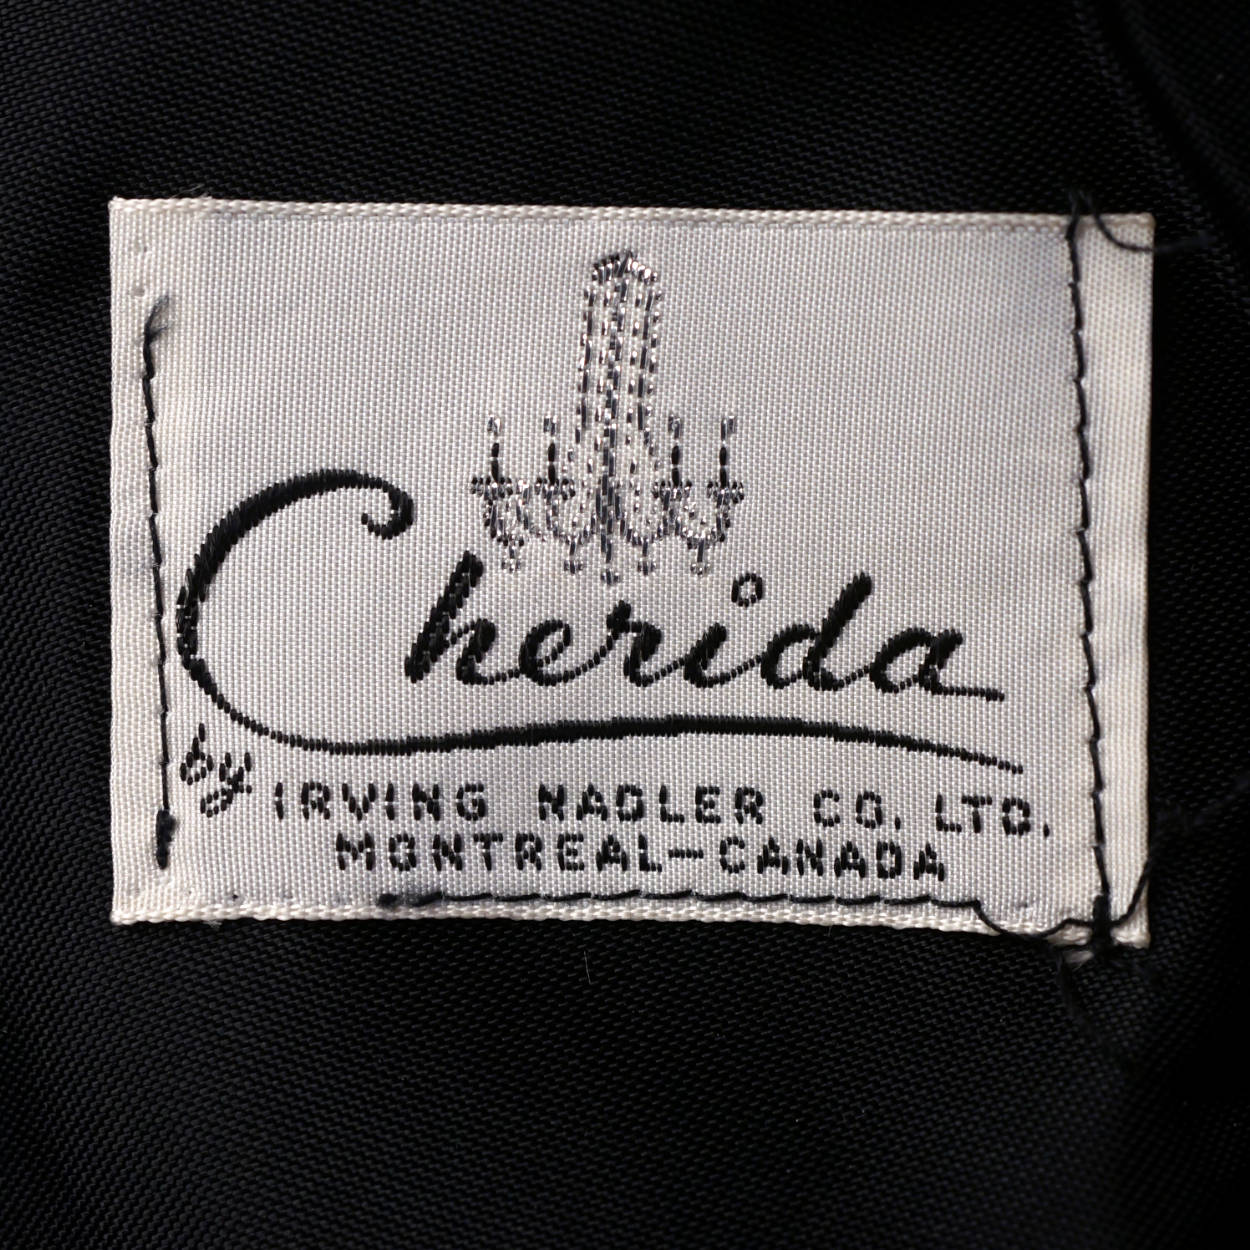 Cherida
by IRVING NADLER CO. LTD.
MONTREAL-CANADA